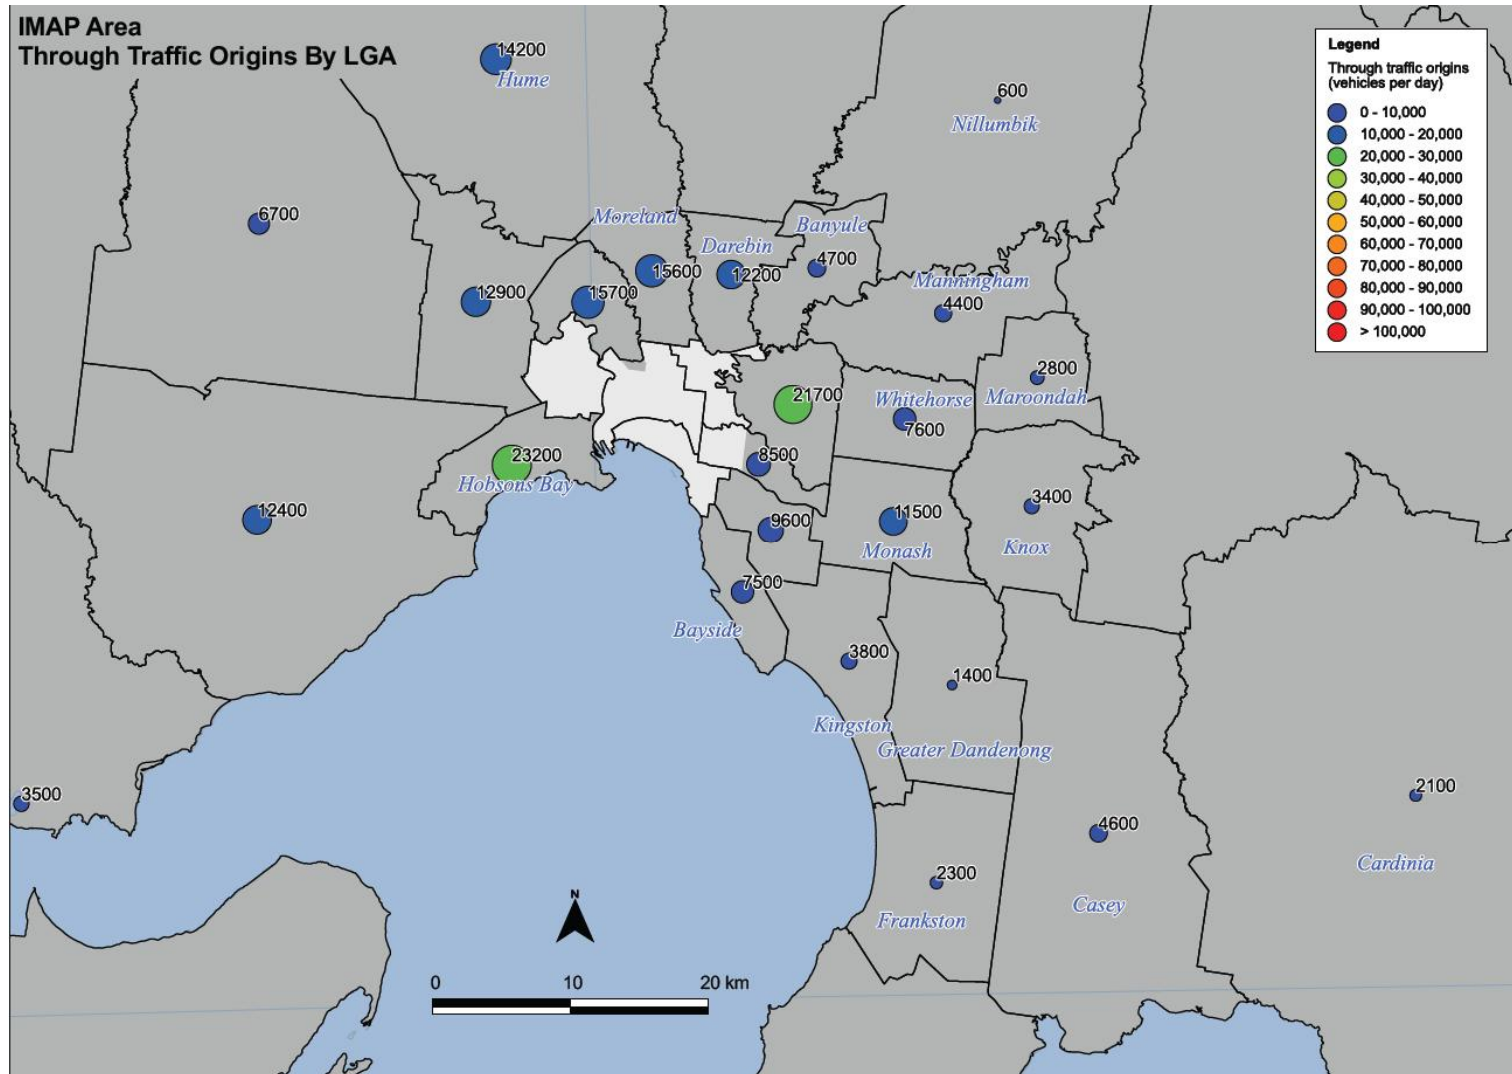 IMAP Area
Through Traffic Origins By LGA
Legend
Through traffic origins
(vehicles per day)
0 - 10,000
10,000 - 20,000
20,000 - 30,000
30,000 - 40,000
40,000 - 50,000
50,000 - 60,000
60,000 - 70,000
70,000 - 80,000
80,000 - 90,000
90,000 - 100,000
> 100,000
14200
Hume
600
Nillumbik
6700
Moreland
15600
Darebin
12200
Banyule
4700
12900
15700
Manningham
4400
2800
Maroondah
21700
Whitehorse
7600
23200
Hobsons Bay
8500
12400
9600
11500
Monash
3400
Knox
7500
Bayside
3800
Kingston
1400
Greater Dandenong
3500
2100
Cardinia
4600
Casey
2300
Frankston
N
0 10 20 km